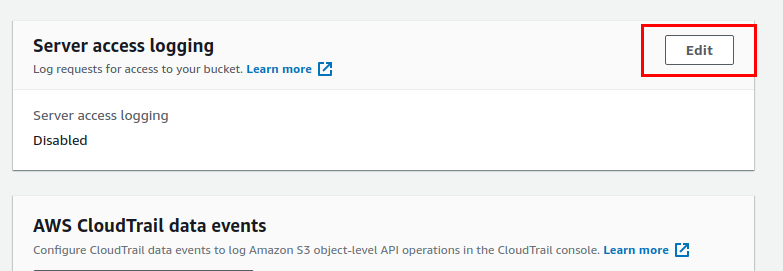 Server access logging
Edit
Log requests for access to your bucket. Learn more
Server access logging
Disabled
AWS CloudTrail data events
Configure CloudTrail data events to log Amazon S3 object-level API operations in the CloudTrail console. Learn more